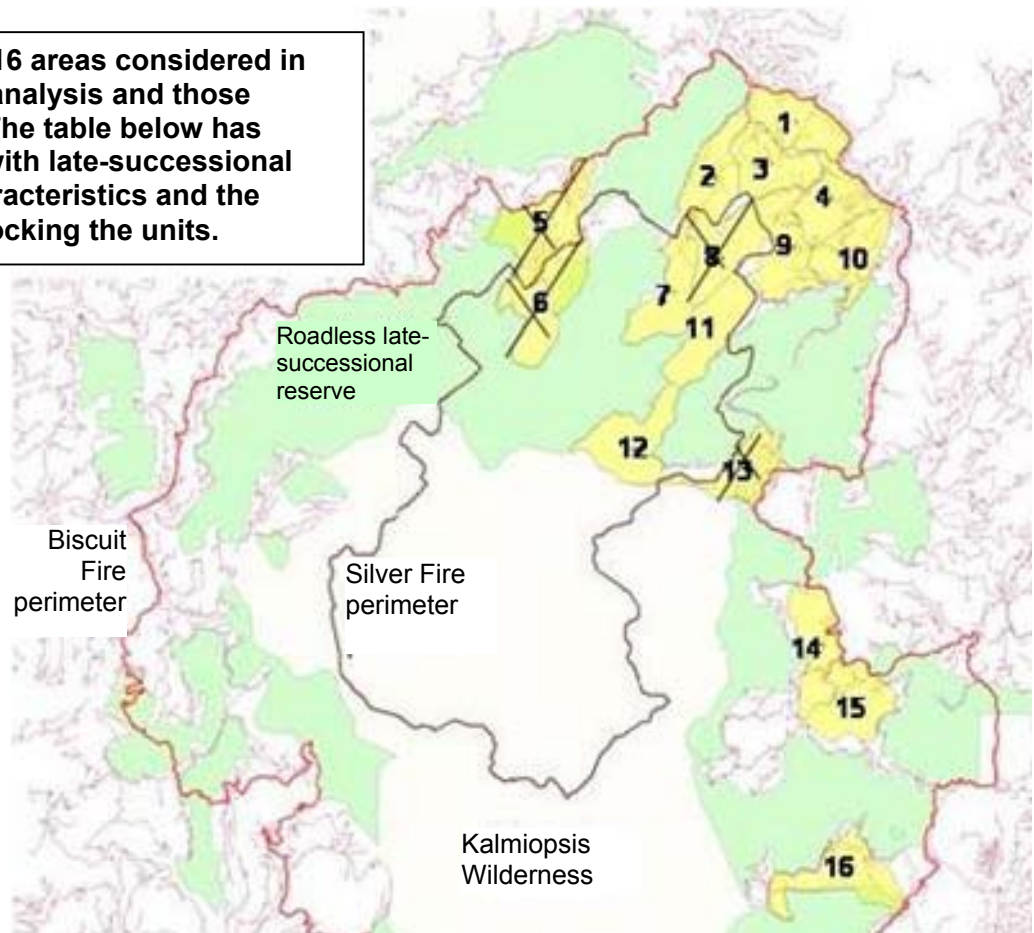 16 areas considered in
analysis and those
The table below has
with late-successional
racteristics and the
ocking the units.
1
2
3
4
5
6
7
8
9
10
11
12
13
14
15
16
Roadless late-
successional
reserve
Biscuit
Fire
perimeter
Silver Fire
perimeter
Kalmiopsis
Wilderness